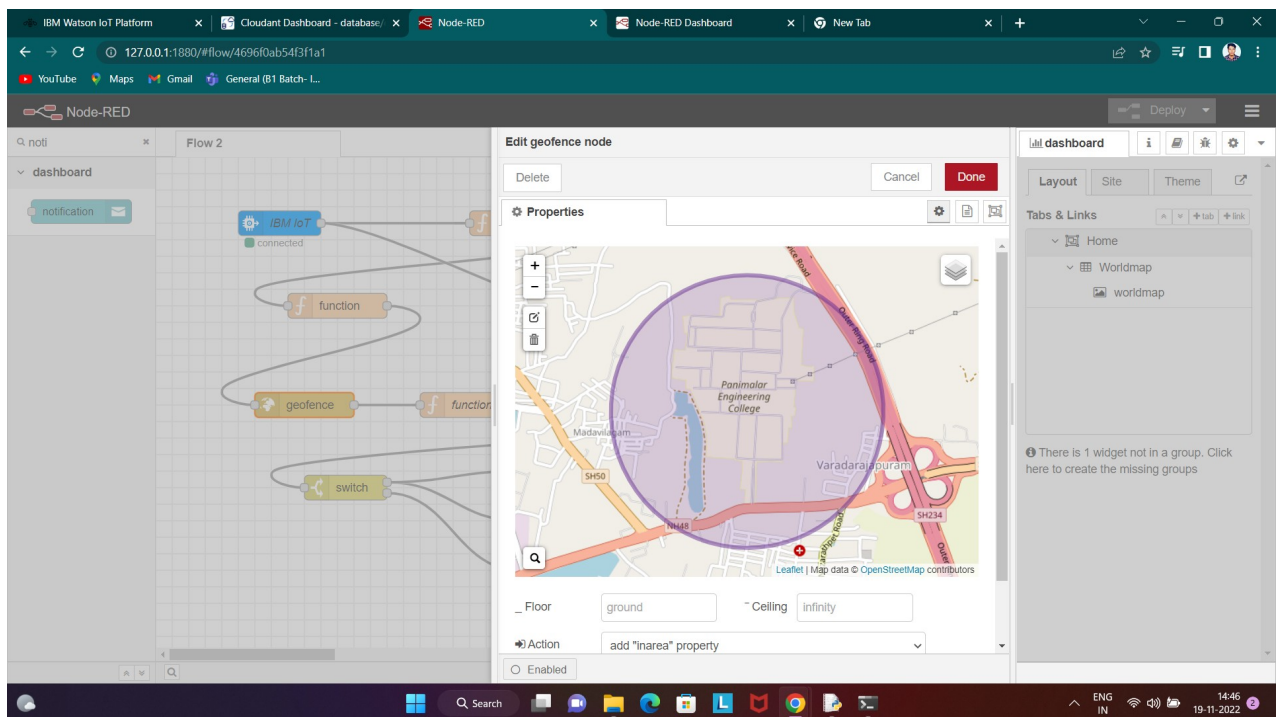 IBM Watson IoT Platform
Cloudant Dashboard - database/
Node-RED
Node-RED Dashboard
New Tab
127.0.0.1:1880/#flow/4696f0ab54f3f1a1
YouTube Maps Gmail General (B1 Batch- I...
Node-RED
Deploy
noti
Flow 2
dashboard
notification
IBM IoT
connected
function
geofence
function
switch
Edit geofence node
Delete
Cancel
Done
Properties
+
−
Panimalar
Engineering
College
Madavilagam
Varadarajapuram
SH50
NH48
SH234
Outer Ring Road
Leaflet | Map data © OpenStreetMap contributors
_ Floor
ground
Ceiling
infinity
Action
add "inarea" property
Enabled
dashboard
Layout
Site
Theme
Tabs & Links
+tab
+link
Home
Worldmap
worldmap
There is 1 widget not in a group. Click
here to create the missing groups
Search
ENG
IN
14:46
19-11-2022
2